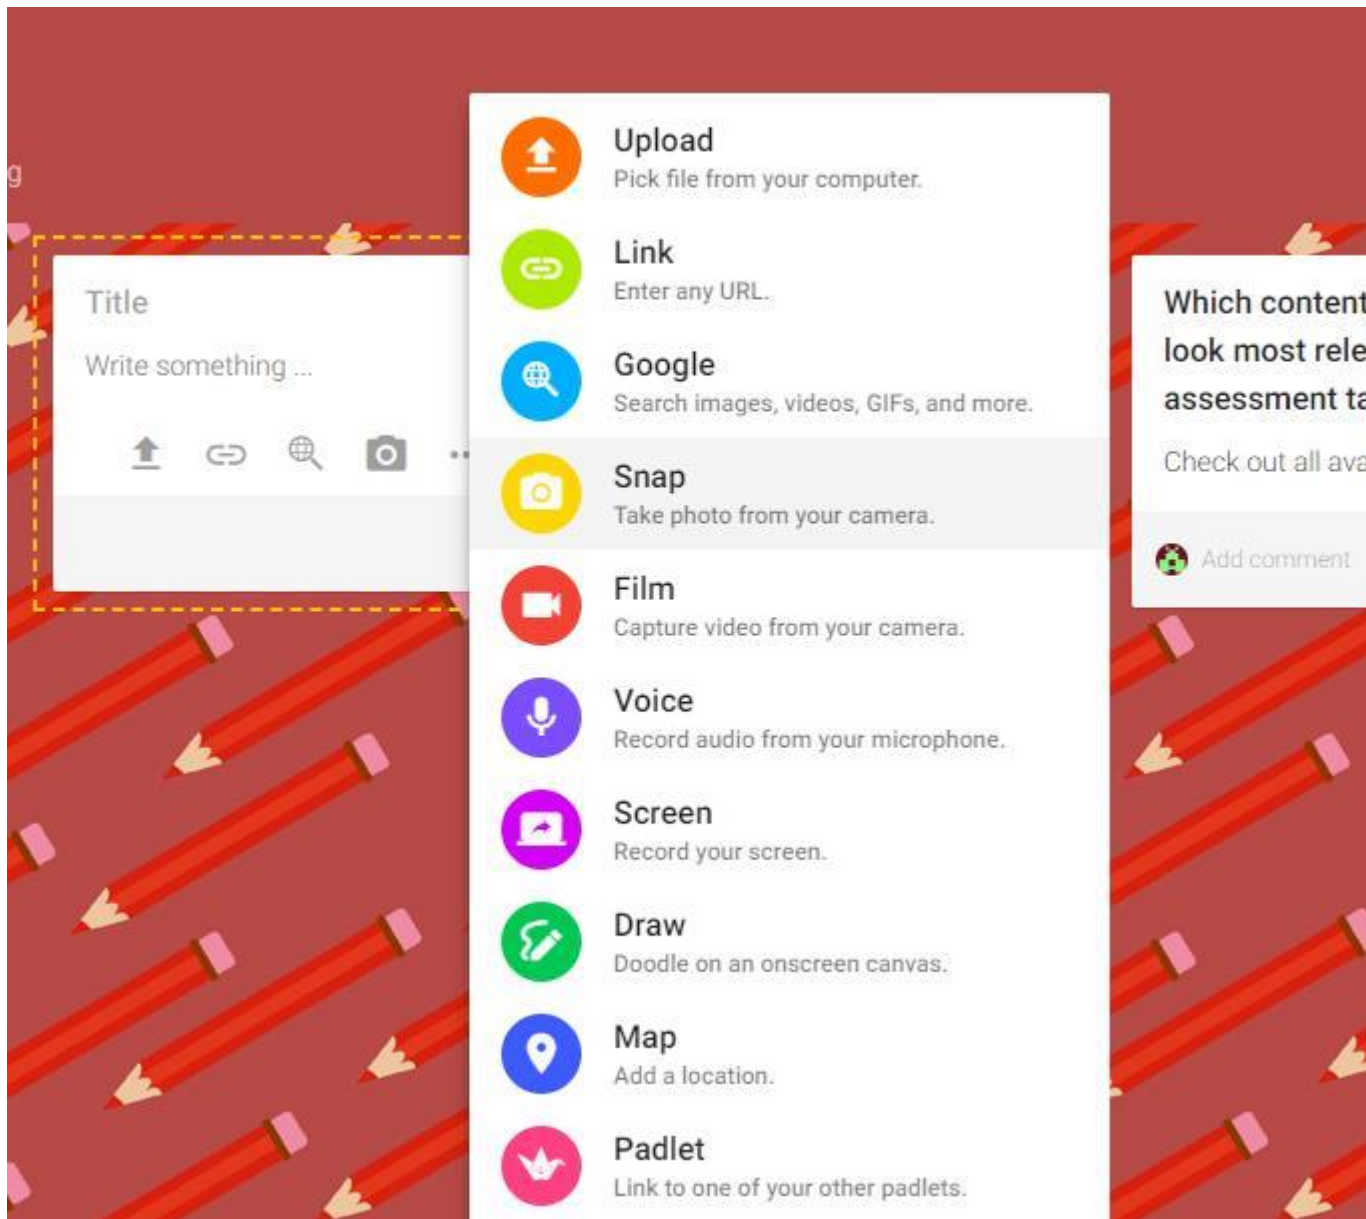 g
Title
Write something ...
Upload
Pick file from your computer.
Link
Enter any URL.
Google
Search images, videos, GIFs, and more.
Snap
Take photo from your camera.
Film
Capture video from your camera.
Voice
Record audio from your microphone.
Screen
Record your screen.
Draw
Doodle on an onscreen canvas.
Map
Add a location.
Padlet
Link to one of your other padlets.
Which content
look most rele
assessment ta
Check out all ava
Add comment